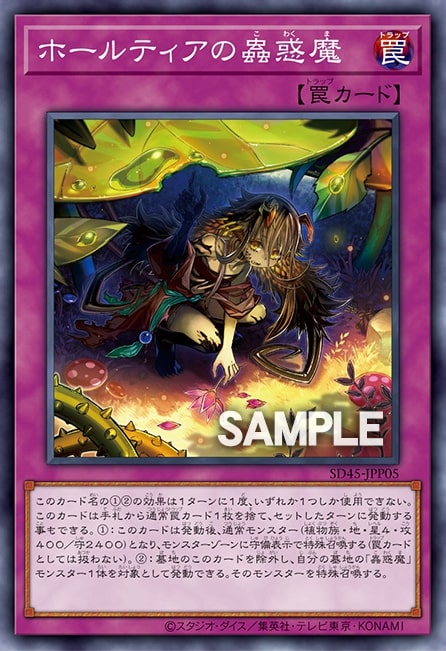 ホールティアの蟲惑魔
罠
【罠カード】
SAMPLE
SD45-JPP05
このカード名の①②の効果は1ターンに1度、いずれか1つしか使用できない。
このカードは手札から通常罠カード1枚を捨て、セットしたターンに発動する
事もできる。①:このカードは発動後、通常モンスター(植物族・地・星4・攻
400/守2400)となり、モンスターゾーンに守備表示で特殊召喚する(罠カード
としては扱わない)。②:墓地のこのカードを除外し、自分の墓地の「蟲惑魔」
モンスター1体を対象として発動できる。そのモンスターを特殊召喚する。
©スタジオ・ダイス/集英社・テレビ東京・KONAMI